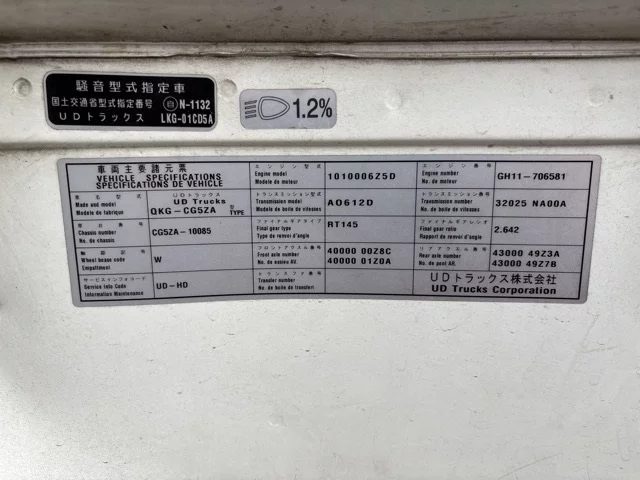 騒音型式指定車
国土交通省型式指定番号 自 N-1132
UDトラックス LKG-01CD5A
1.2%
車両主要諸元票
VEHICLE SPECIFICATIONS
SPECIFICATIONS DE VEHICLE
車名型式
Make and model
Modele de fabrique
UDトラックス
UD Trucks
QKG-CG5ZA
型
TYPE
車台番号
Chassis number
No. de chassis
CG5ZA-10085
Wheel house code
Empattement
W
サービスインフォコード
Service Info Code
Information Maintenance
UD-HD
エンジン型式
Engine model
Modele de moteur
1010006Z5D
トランスミッション型式
Transmission model
Modele de boite de vitesses
AO612D
ファイナルギアタイプ
Final gear type
Type de renvoi d'angle
RT145
フロントアクスル番号
Front axle number
No. de essieu AV.
40000 00Z8C
40000 01Z0A
トランスファ番号
Transfer number
No. de boite de transfert
エンジン番号
Engine number
No. de moteur
GH11-706581
トランスミッション番号
Transmission number
No. de boite de vitesses
32025 NA00A
ファイナルギアレシオ
Final gear ratio
Rapport de renvoi d'angle
2.642
リアアクスル番号
Rear axle number
No. de pont AR.
43000 49Z3A
43000 49Z7B
UDトラックス株式会社
UD Trucks Corporation